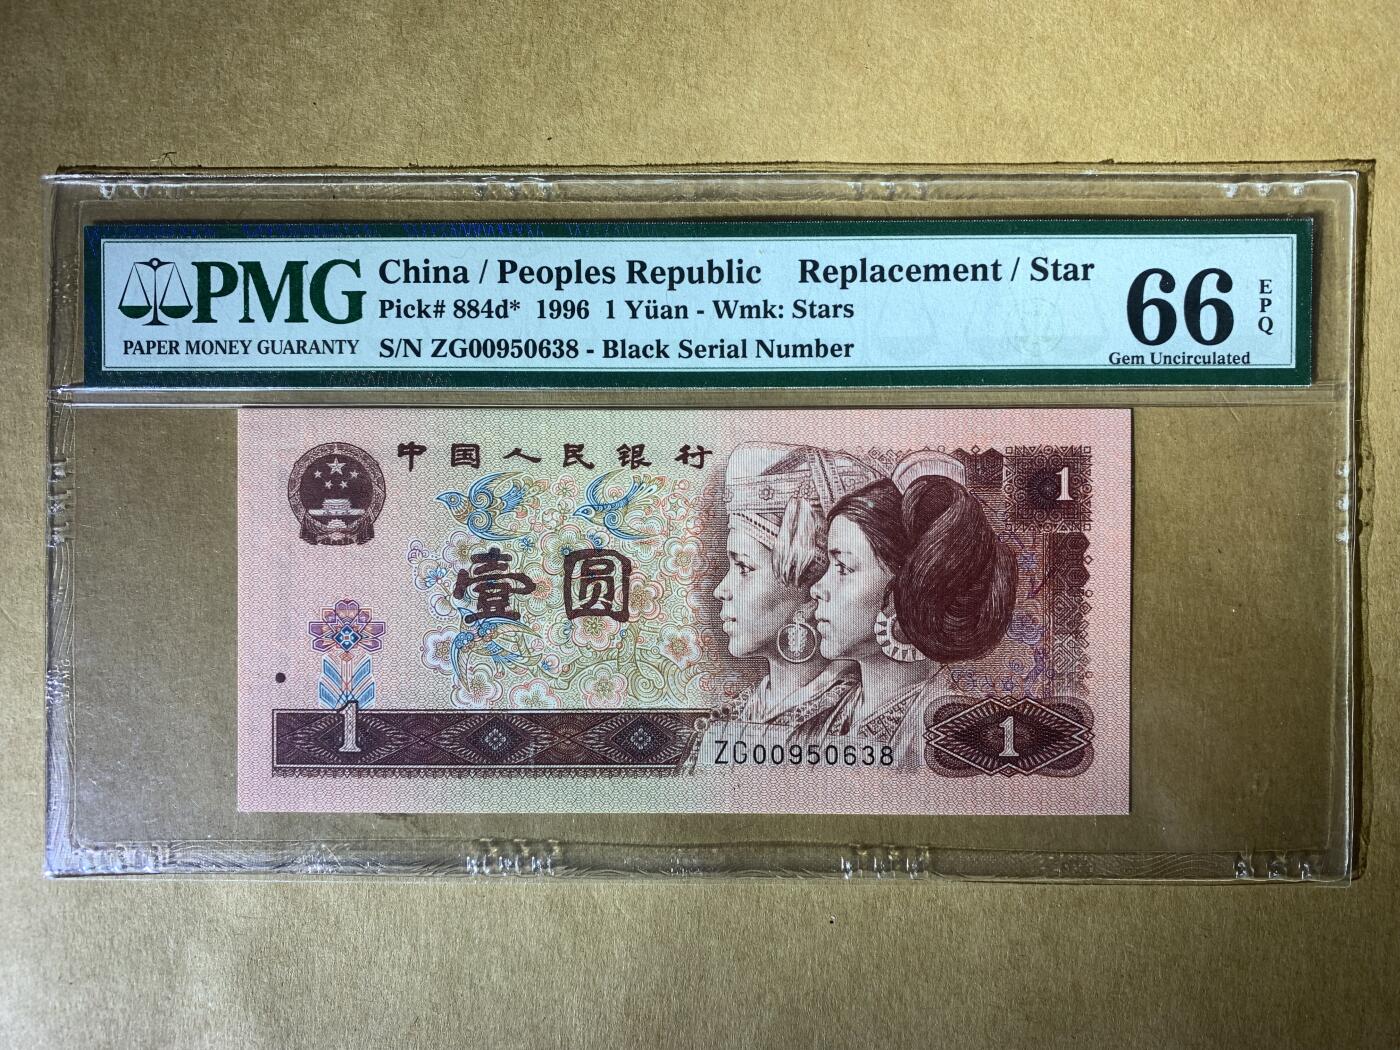 PMG
PAPER MONEY GUARANTY
China / Peoples Republic Replacement / Star
Pick# 884d* 1996 1 Yüan - Wmk: Stars
S/N ZG00950638 - Black Serial Number
66
EPQ
Gem Uncirculated
中国人民银行
1
壹圆
1
ZG00950638
1